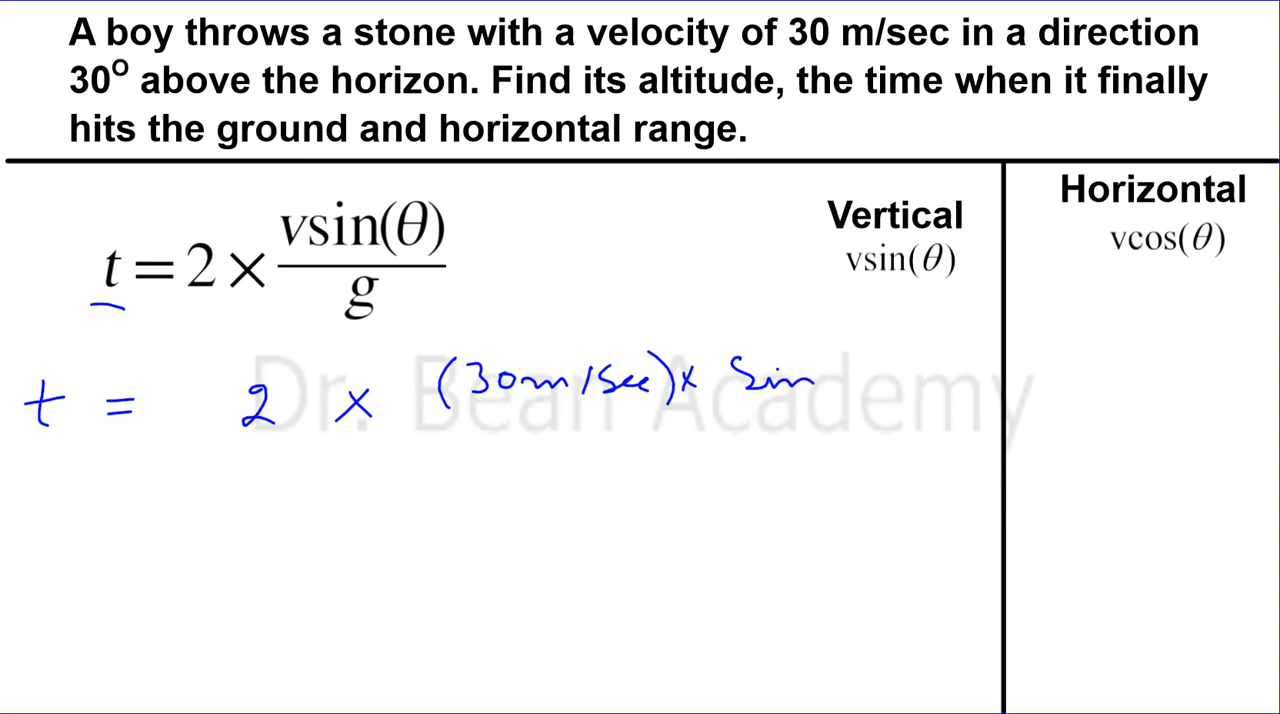 A boy throws a stone with a velocity of 30 m/sec in a direction
30° above the horizon. Find its altitude, the time when it finally
hits the ground and horizontal range.
t = 2 × vsin(θ) / g
Vertical
vsin(θ)
Horizontal
vcos(θ)
t = 2 × (30m/sec) × Sin
Dr. Bean Academy